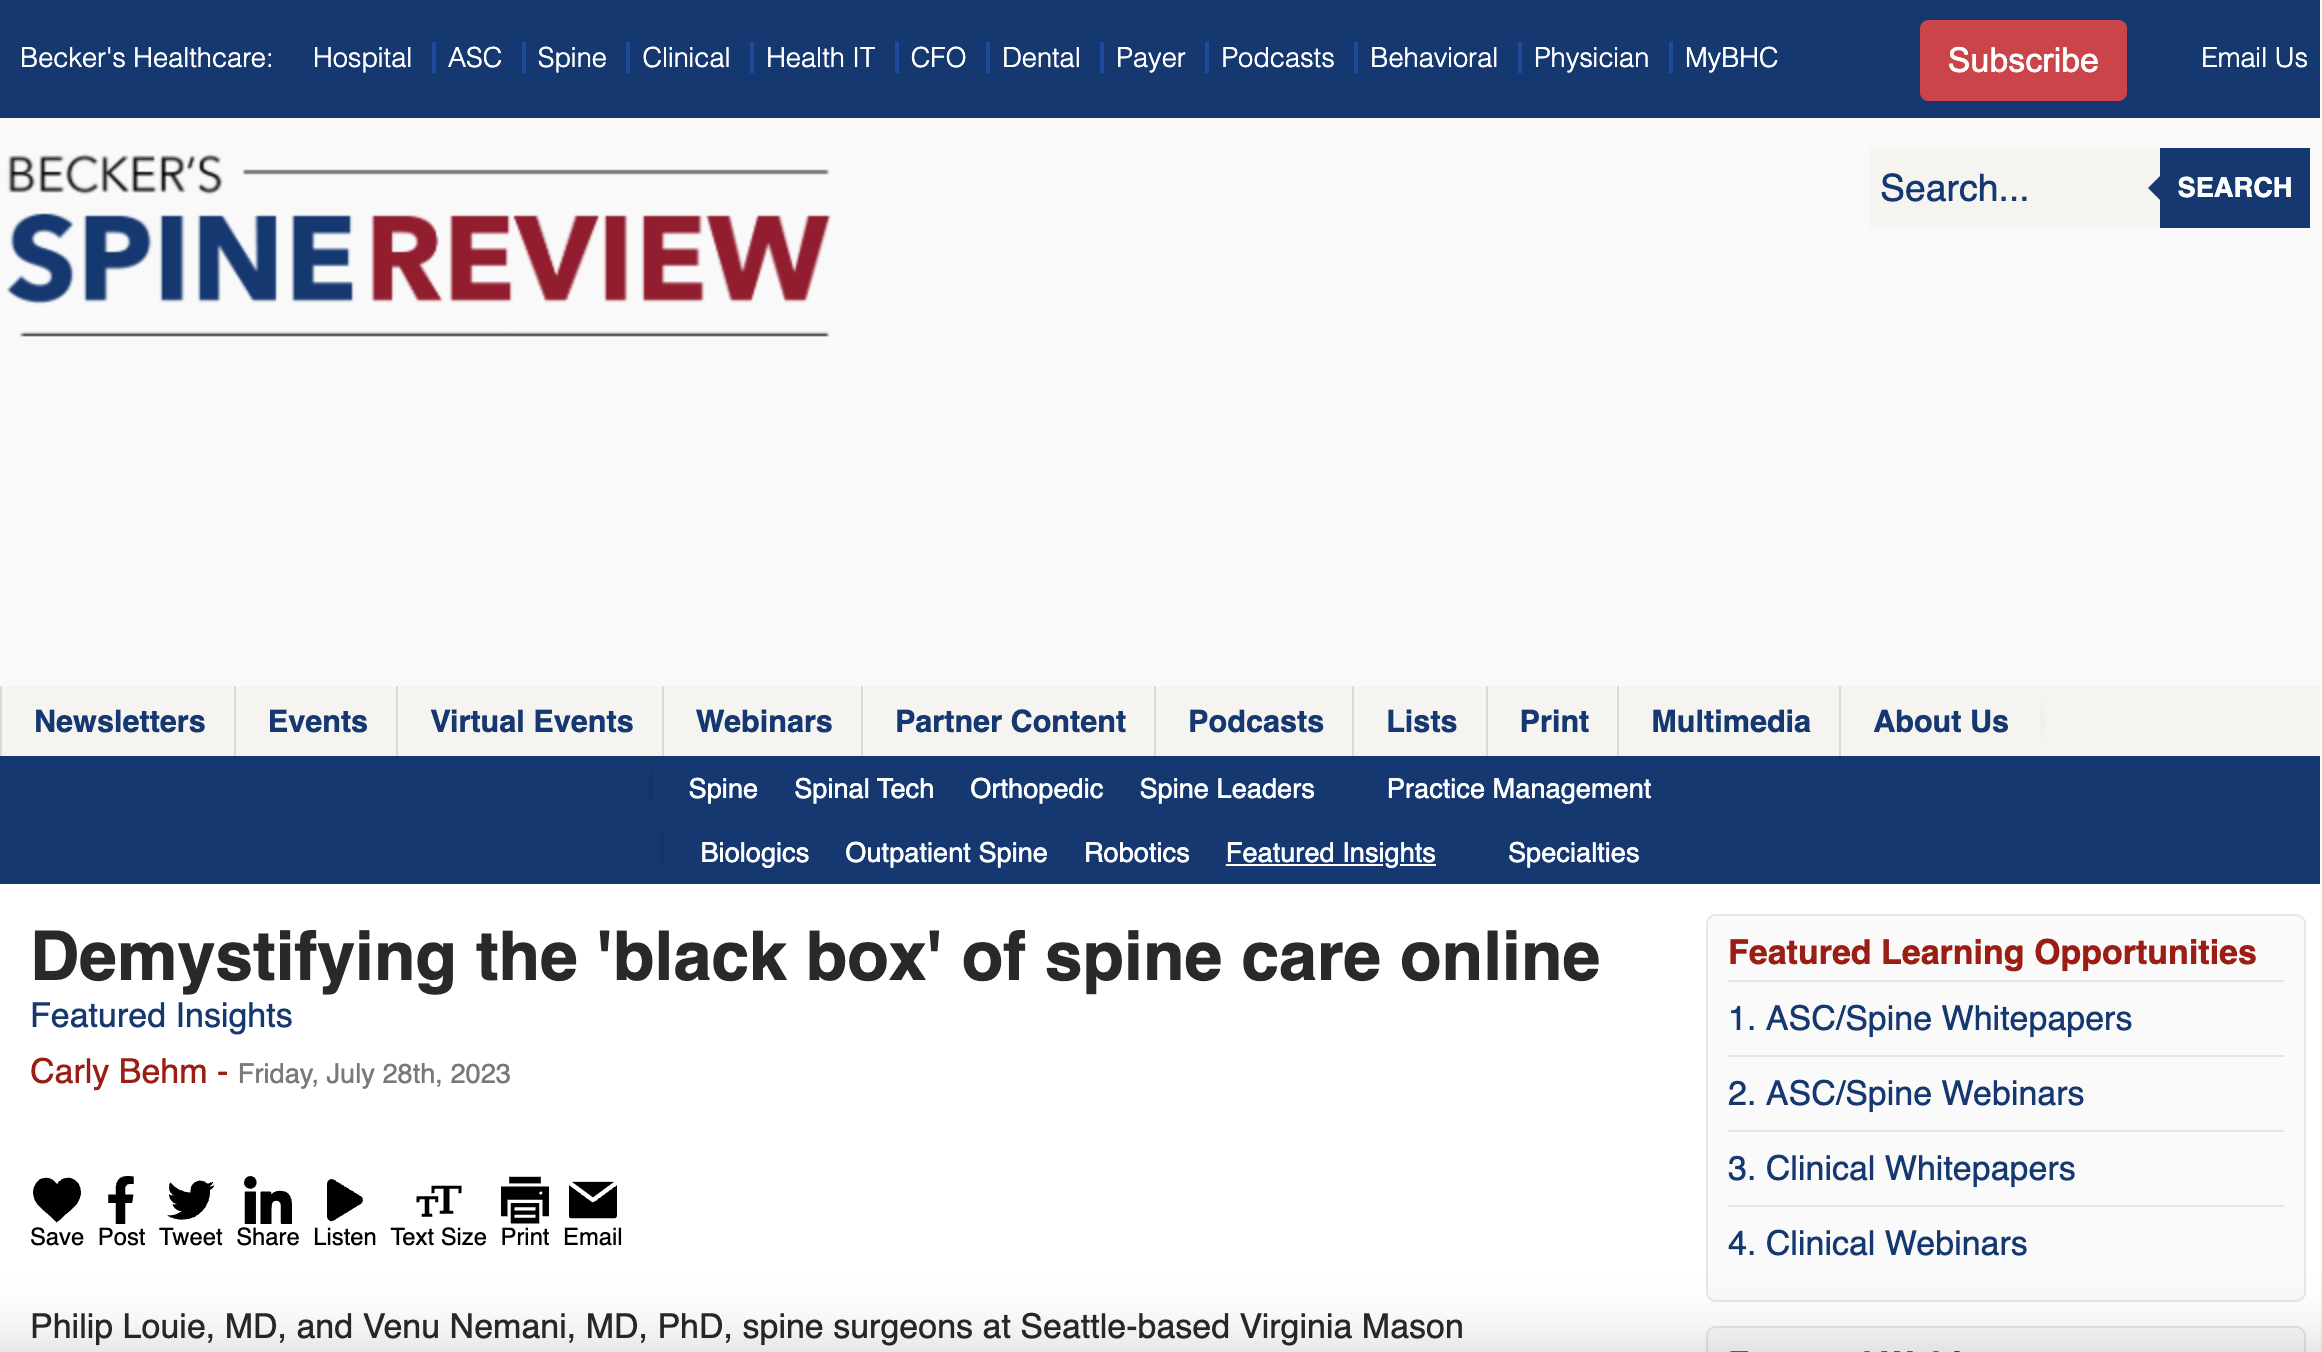 Becker's Healthcare: Hospital ASC Spine Clinical Health IT CFO Dental Payer Podcasts Behavioral Physician MyBHC Subscribe Email Us
BECKER'S
SPINE REVIEW
Search... SEARCH
Newsletters Events Virtual Events Webinars Partner Content Podcasts Lists Print Multimedia About Us
Spine Spinal Tech Orthopedic Spine Leaders Practice Management
Biologics Outpatient Spine Robotics Featured Insights Specialties
Demystifying the 'black box' of spine care online
Featured Insights
Carly Behm - Friday, July 28th, 2023
Save Post Tweet Share Listen Text Size Print Email
Philip Louie, MD, and Venu Nemani, MD, PhD, spine surgeons at Seattle-based Virginia Mason
Featured Learning Opportunities
1. ASC/Spine Whitepapers
2. ASC/Spine Webinars
3. Clinical Whitepapers
4. Clinical Webinars